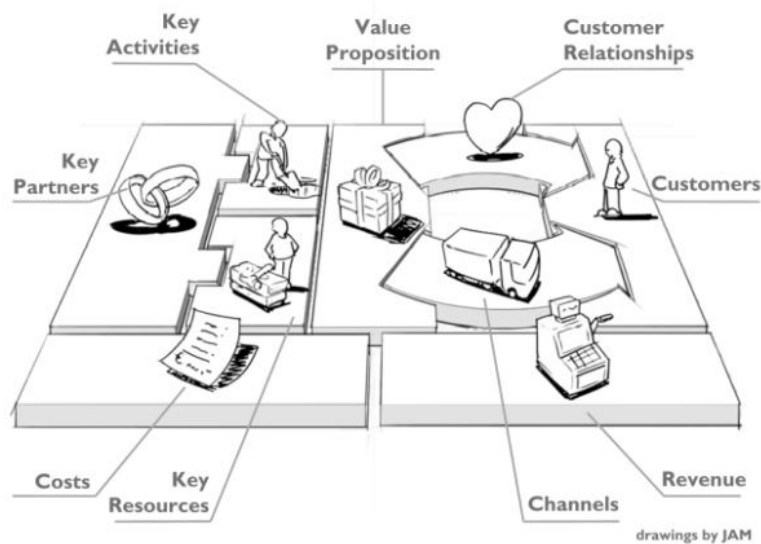 Key
Activities
Value
Proposition
Customer
Relationships
Key
Partners
Customers
Costs
Key
Resources
Channels
Revenue
drawings by JAM